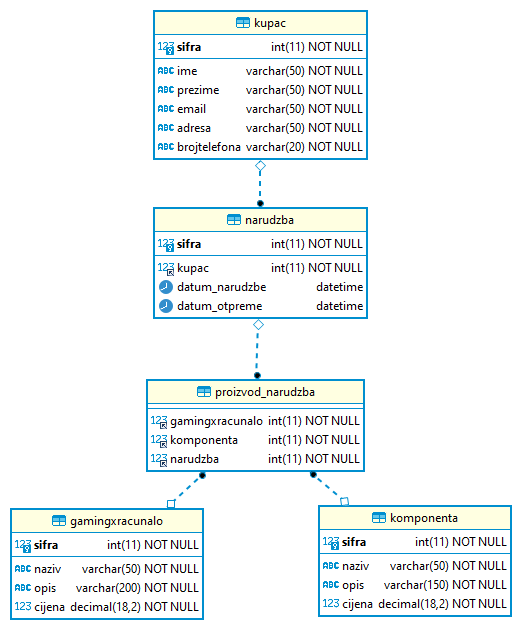 kupac
123 sifra int(11) NOT NULL
ABC ime varchar(50) NOT NULL
ABC prezime varchar(50) NOT NULL
ABC email varchar(50) NOT NULL
ABC adresa varchar(50) NOT NULL
ABC brojtelefona varchar(20) NOT NULL
narudzba
123 sifra int(11) NOT NULL
123 kupac int(11) NOT NULL
datum_narudzbe datetime
datum_otpreme datetime
proizvod_narudzba
123 gamingxracunalo int(11) NOT NULL
123 komponenta int(11) NOT NULL
123 narudzba int(11) NOT NULL
gamingxracunalo
123 sifra int(11) NOT NULL
ABC naziv varchar(50) NOT NULL
ABC opis varchar(200) NOT NULL
123 cijena decimal(18,2) NOT NULL
komponenta
123 sifra int(11) NOT NULL
ABC naziv varchar(50) NOT NULL
ABC opis varchar(150) NOT NULL
123 cijena decimal(18,2) NOT NULL